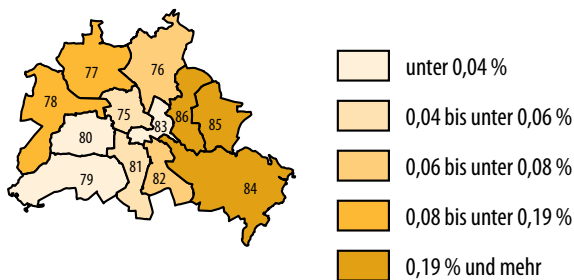 76
77
78
75
86
83
85
80
81
79
82
84
unter 0,04 %
0,04 bis unter 0,06 %
0,06 bis unter 0,08 %
0,08 bis unter 0,19 %
0,19 % und mehr